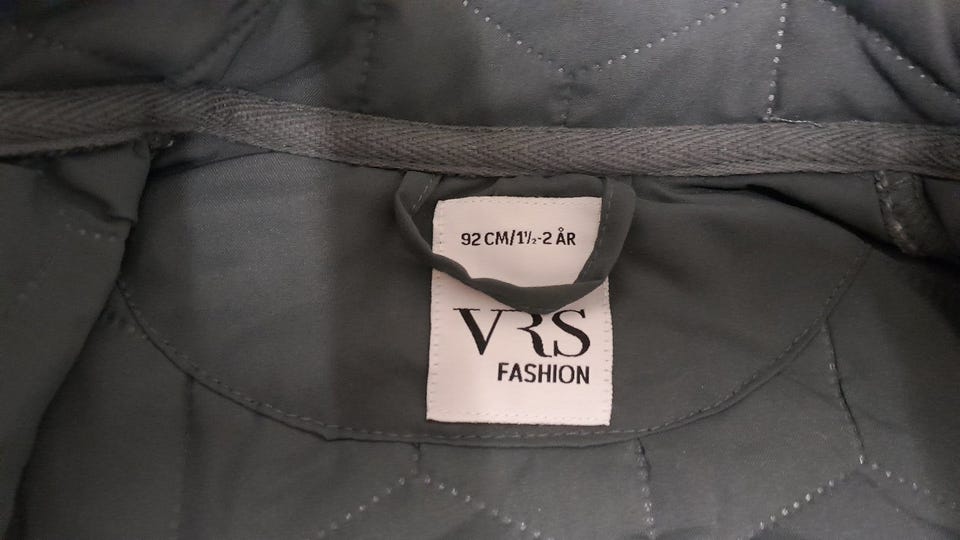 92 CM/1½-2 ÅR
VRS
FASHION